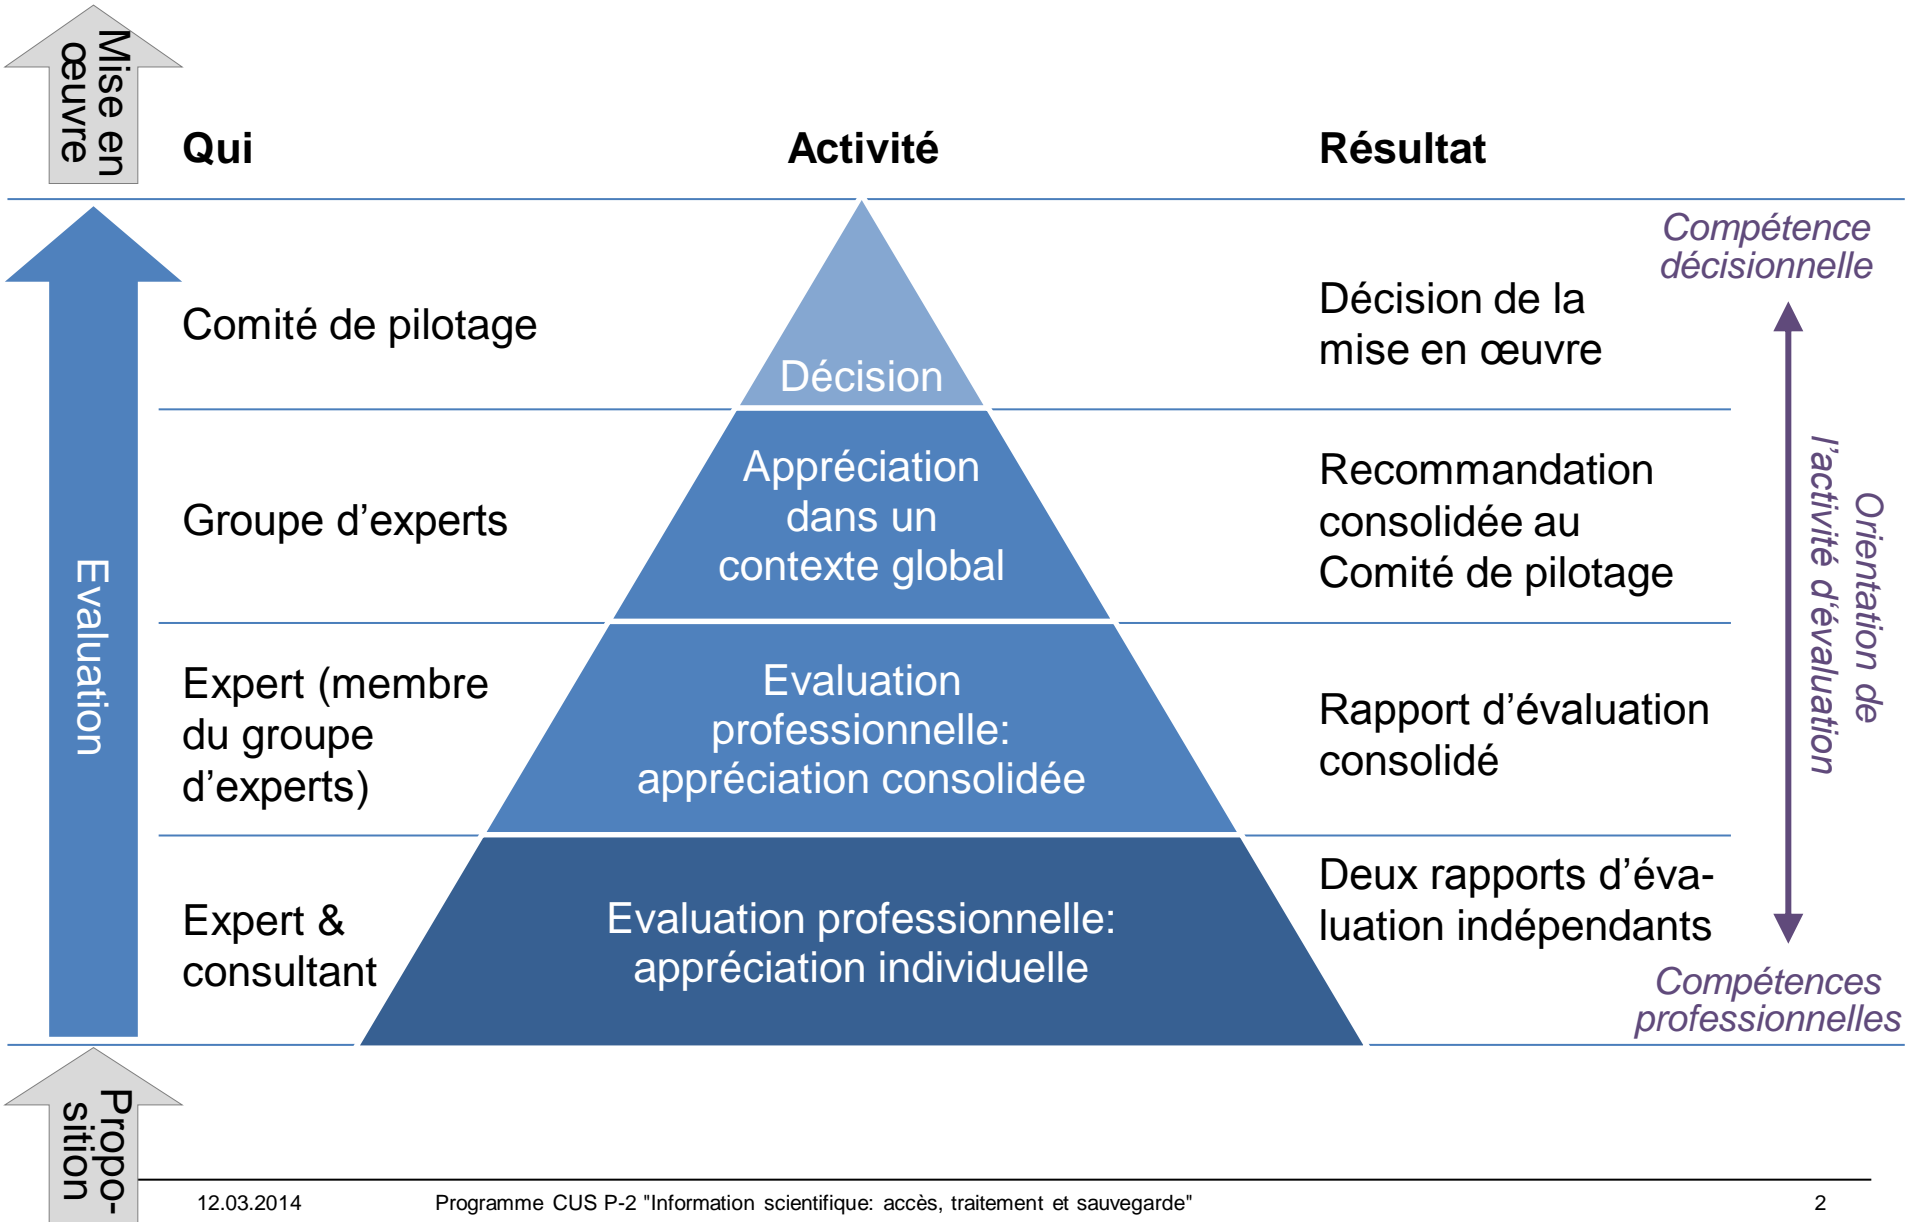 Mise en
œuvre
Qui
Activité
Résultat
Evaluation
Comité de pilotage
Décision
Décision de la
mise en œuvre
Groupe d’experts
Appréciation
dans un
contexte global
Recommandation
consolidée au
Comité de pilotage
Expert (membre
du groupe
d’experts)
Evaluation
professionnelle:
appréciation consolidée
Rapport d’évaluation
consolidé
Expert &
consultant
Evaluation professionnelle:
appréciation individuelle
Deux rapports d’éva-
luation indépendants
Compétence
décisionnelle
Orientation de
l’activité d‘évaluation
Compétences
professionnelles
Propo-
sition
12.03.2014
Programme CUS P-2 "Information scientifique: accès, traitement et sauvegarde"
2